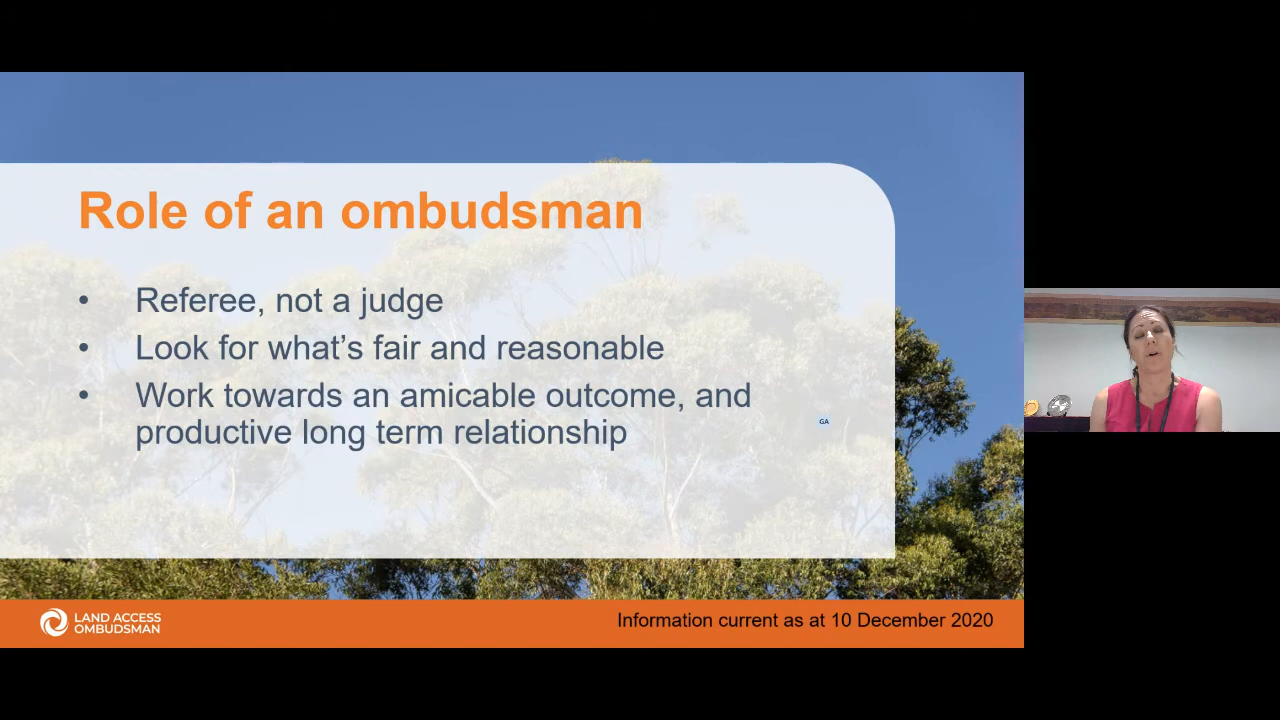 Role of an ombudsman
• Referee, not a judge
• Look for what’s fair and reasonable
• Work towards an amicable outcome, and
productive long term relationship
GA
LAND ACCESS
OMBUDSMAN
Information current as at 10 December 2020